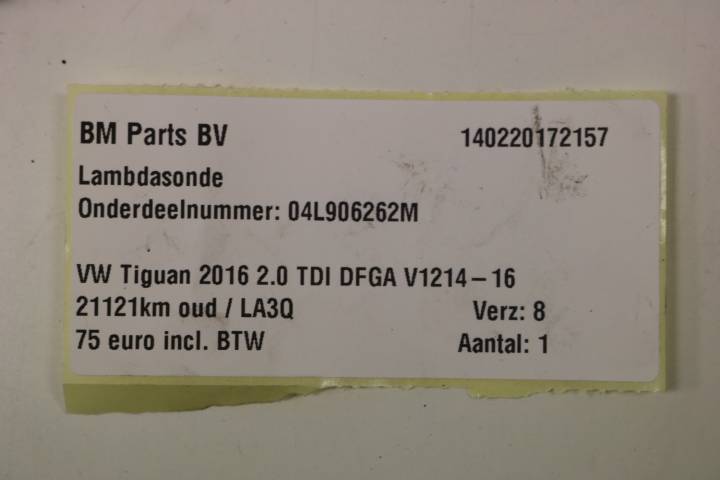 BM Parts BV 140220172157
Lambdasonde
Onderdeelnummer: 04L906262M
VW Tiguan 2016 2.0 TDI DFGA V1214-16
21121km oud / LA3Q Verz: 8
75 euro incl. BTW Aantal: 1